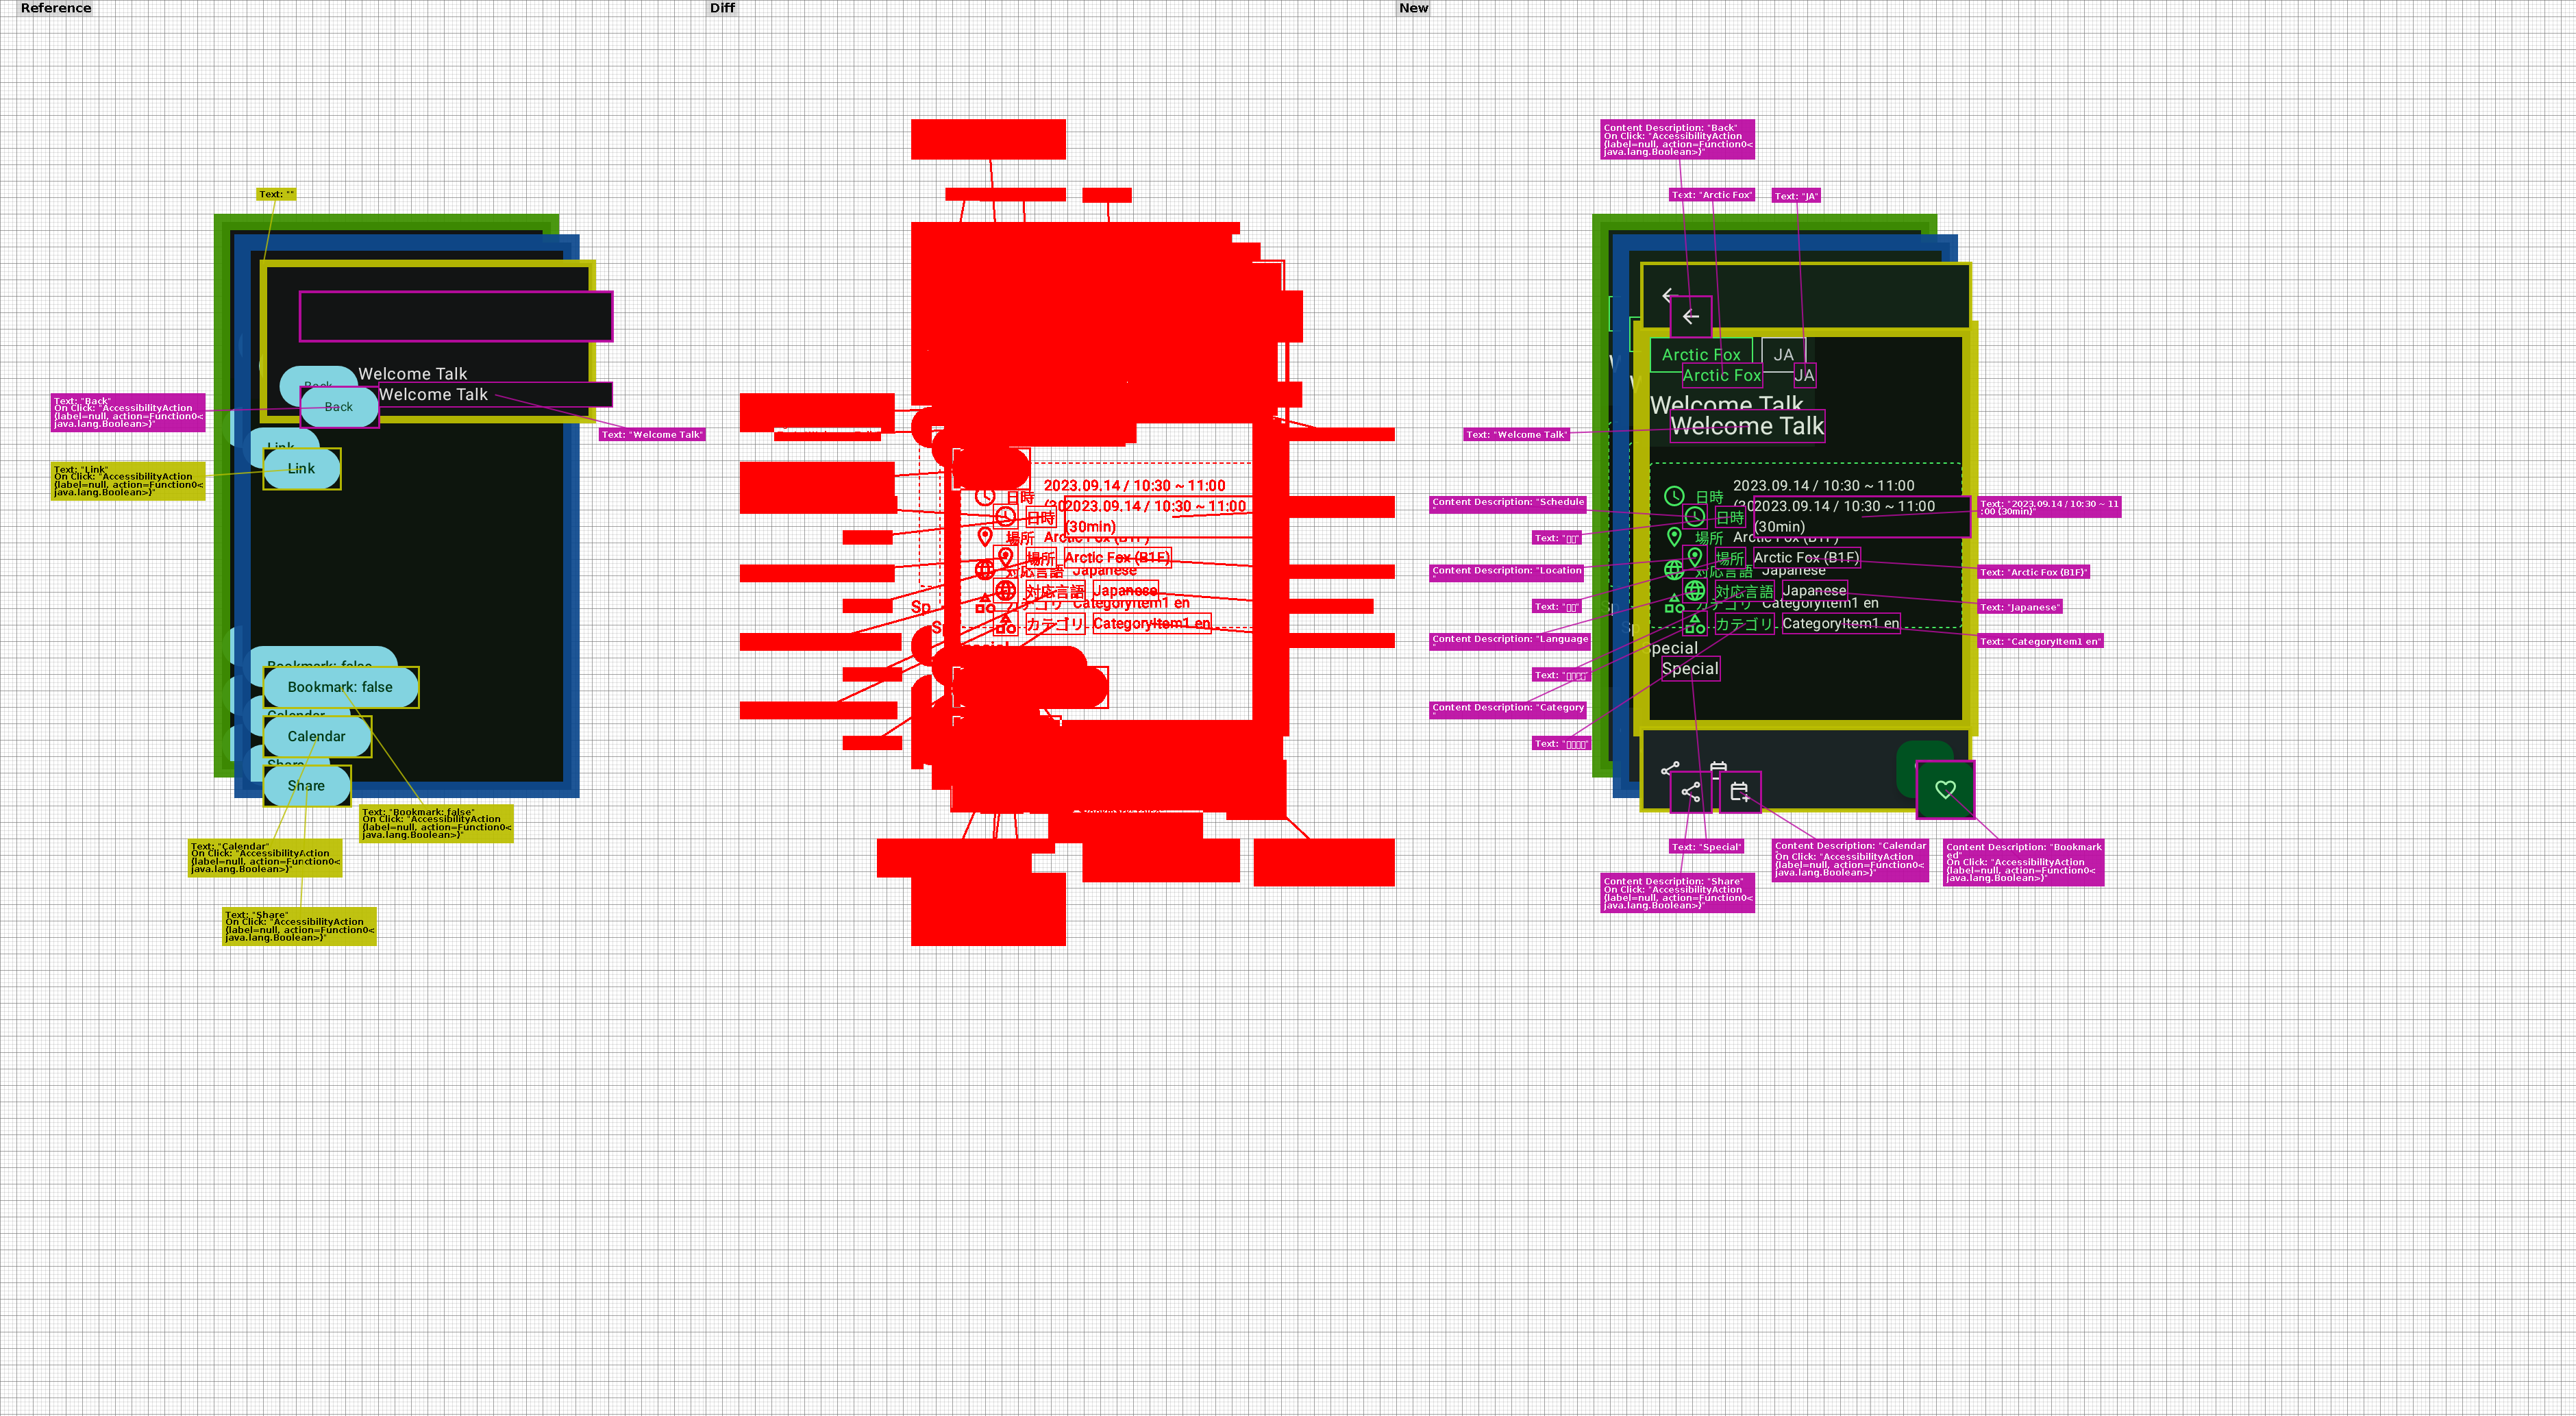 Reference
Diff
New
Text: ""
Back
Welcome Talk
Welcome Talk
Back
Text: "Back"
On Click: "AccessibilityAction
(label=null, action=Function0<
java.lang.Boolean>)"
Text: "Welcome Talk"
Link
Link
Text: "Link"
On Click: "AccessibilityAction
(label=null, action=Function0<
java.lang.Boolean>)"
Bookmark: false
Bookmark: false
Calendar
Calendar
Share
Share
Text: "Bookmark: false"
On Click: "AccessibilityAction
(label=null, action=Function0<
java.lang.Boolean>)"
Text: "Calendar"
On Click: "AccessibilityAction
(label=null, action=Function0<
java.lang.Boolean>)"
Text: "Share"
On Click: "AccessibilityAction
(label=null, action=Function0<
java.lang.Boolean>)"
2023.09.14 / 10:30 ~ 11:00
日時
2023.09.14 / 10:30 ~ 11:00
日時
(30min)
場所 Arctic Fox (B1F)
場所 Arctic Fox (B1F)
対応言語 Japanese
対応言語 Japanese
カテゴリ CategoryItem1 en
カテゴリ CategoryItem1 en
Sp
Sp
Content Description: "Back"
On Click: "AccessibilityAction
(label=null, action=Function0<
java.lang.Boolean>)"
Text: "Arctic Fox"
Text: "JA"
Arctic Fox JA
Arctic Fox JA
Welcome Talk
Welcome Talk
Text: "Welcome Talk"
2023.09.14 / 10:30 ~ 11:00
日時
2023.09.14 / 10:30 ~ 11:00
日時
(30min)
場所 Arctic Fox (B1F)
場所 Arctic Fox (B1F)
対応言語 Japanese
対応言語 Japanese
カテゴリ CategoryItem1 en
カテゴリ CategoryItem1 en
pecial
Special
Content Description: "Schedule
"
Text: "▯▯"
Content Description: "Location
"
Text: "▯▯"
Content Description: "Language
"
Text: "▯▯▯▯"
Content Description: "Category
"
Text: "▯▯▯▯"
Text: "2023.09.14 / 10:30 ~ 11
:00 (30min)"
Text: "Arctic Fox (B1F)"
Text: "Japanese"
Text: "CategoryItem1 en"
Text: "Special"
Content Description: "Calendar
"
On Click: "AccessibilityAction
(label=null, action=Function0<
java.lang.Boolean>)"
Content Description: "Bookmark
ed"
On Click: "AccessibilityAction
(label=null, action=Function0<
java.lang.Boolean>)"
Content Description: "Share"
On Click: "AccessibilityAction
(label=null, action=Function0<
java.lang.Boolean>)"